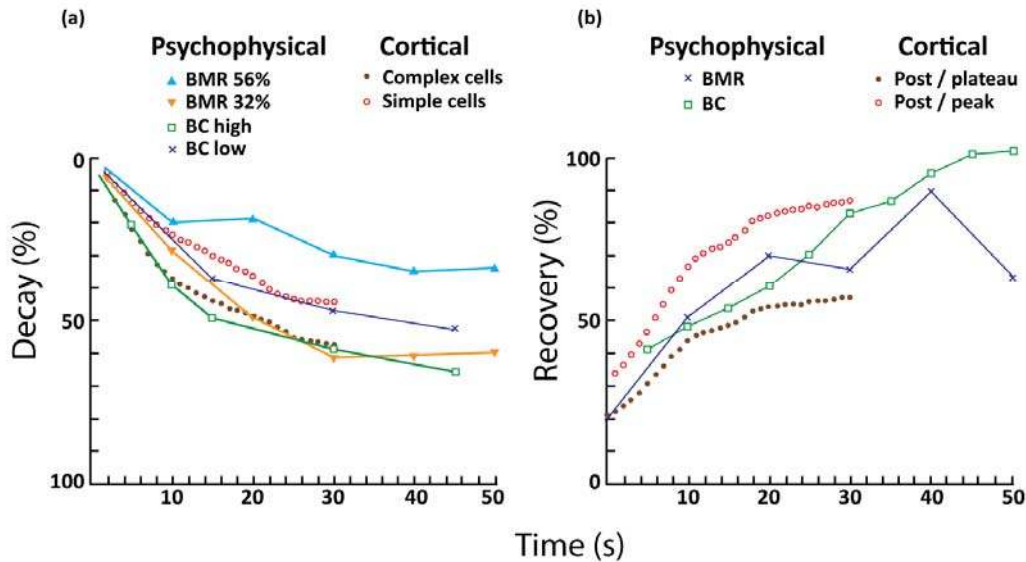 (a)
Psychophysical Cortical
BMR 56% Complex cells
BMR 32% Simple cells
BC high
BC low
0
50
100
10 20 30 40 50
Decay (%)
(b)
Psychophysical Cortical
BMR Post / plateau
BC Post / peak
100
50
0
10 20 30 40 50
Recovery (%)
Time (s)